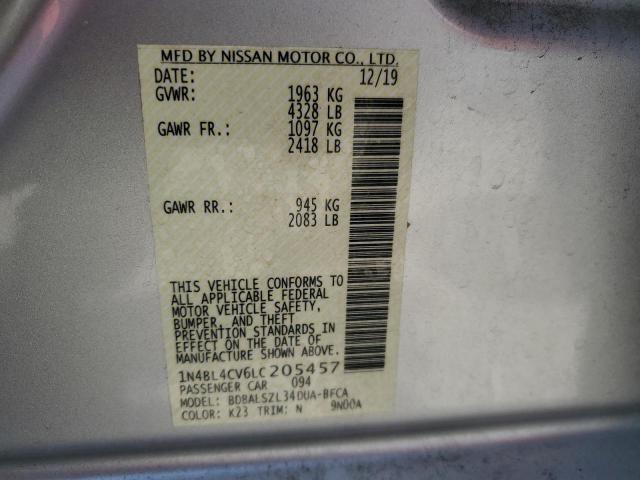 MFD BY NISSAN MOTOR CO., LTD.
DATE: 12/19
GVWR: 1963 KG
4328 LB
GAWR FR.: 1097 KG
2418 LB
GAWR RR.: 945 KG
2083 LB
THIS VEHICLE CONFORMS TO
ALL APPLICABLE FEDERAL
MOTOR VEHICLE SAFETY,
BUMPER, AND THEFT
PREVENTION STANDARDS IN
EFFECT ON THE DATE OF
MANUFACTURE SHOWN ABOVE.
1N4BL4CV6LC205457
PASSENGER CAR 094
MODEL: BDBALSZL34DUA-BFCA
COLOR: K23 TRIM: N 9N00A